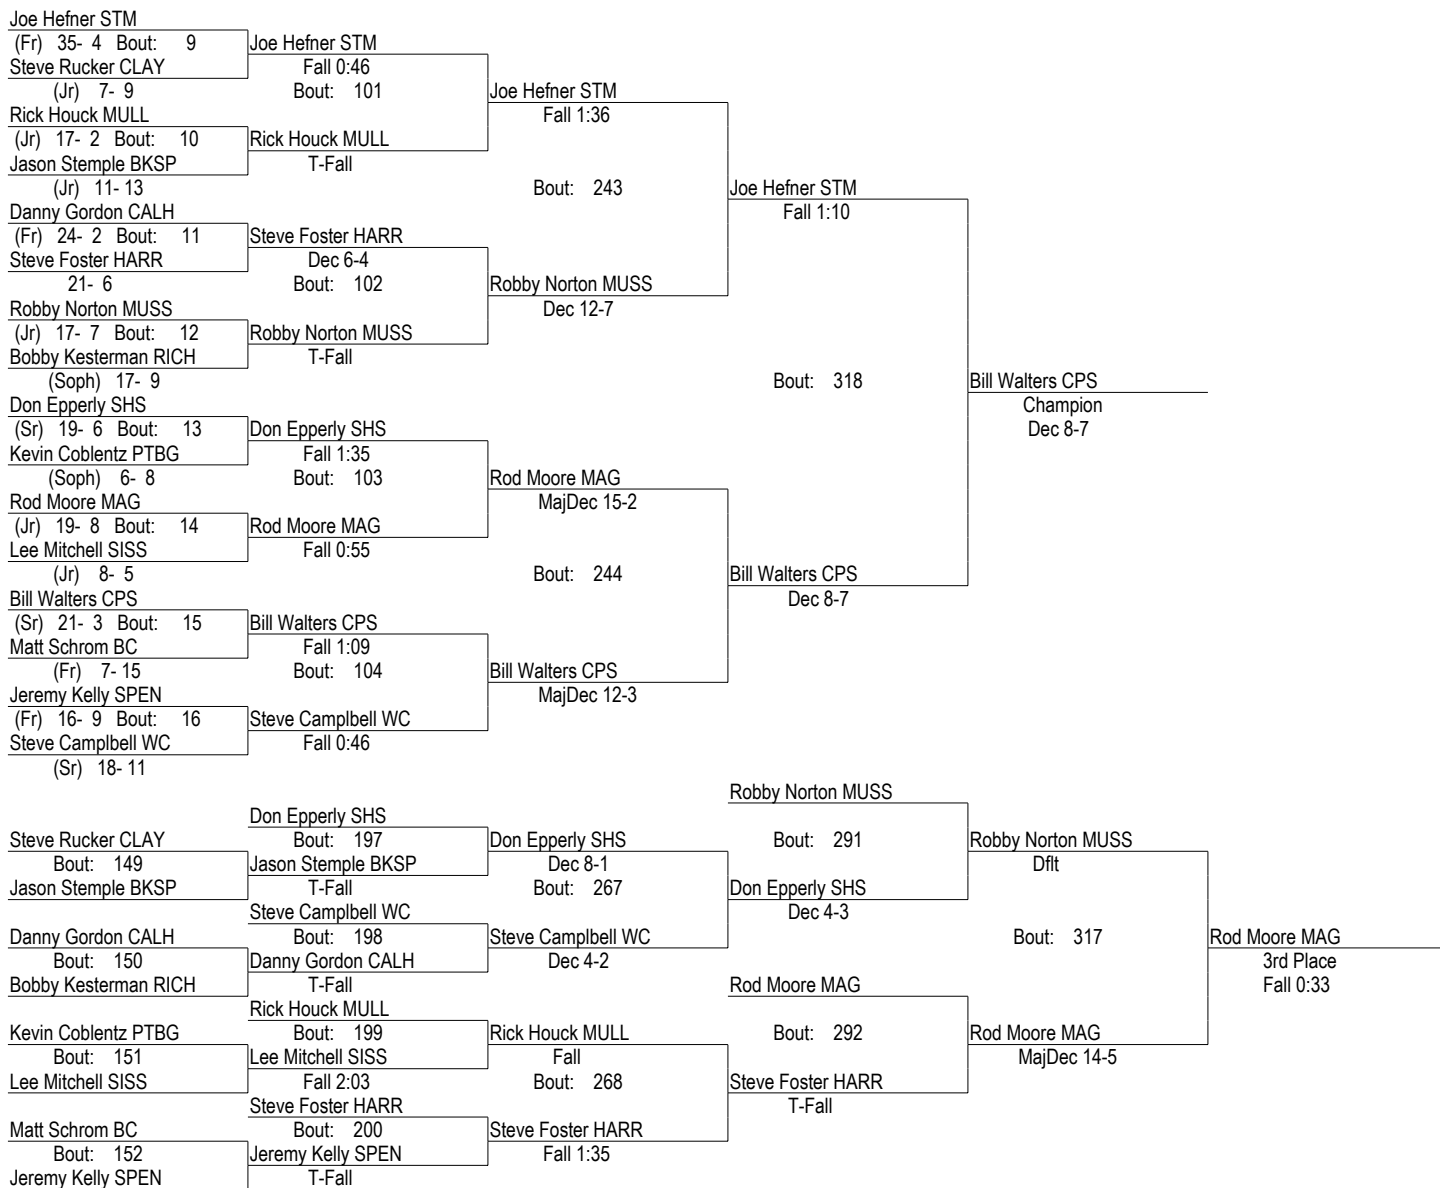 Joe Hefner STM
(Fr) 35- 4 Bout: 9 Joe Hefner STM
Steve Rucker CLAY Fall 0:46
(Jr) 7- 9 Bout: 101 Joe Hefner STM
Rick Houck MULL Fall 1:36
(Jr) 17- 2 Bout: 10 Rick Houck MULL
Jason Stemple BKSP T-Fall
(Jr) 11- 13 Bout: 243 Joe Hefner STM
Danny Gordon CALH Fall 1:10
(Fr) 24- 2 Bout: 11 Steve Foster HARR
Steve Foster HARR Dec 6-4
21- 6 Bout: 102 Robby Norton MUSS
Robby Norton MUSS Dec 12-7
(Jr) 17- 7 Bout: 12 Robby Norton MUSS
Bobby Kesterman RICH T-Fall
(Soph) 17- 9 Bout: 318 Bill Walters CPS
Don Epperly SHS Champion
(Sr) 19- 6 Bout: 13 Don Epperly SHS Dec 8-7
Kevin Coblentz PTBG Fall 1:35
(Soph) 6- 8 Bout: 103 Rod Moore MAG
Rod Moore MAG MajDec 15-2
(Jr) 19- 8 Bout: 14 Rod Moore MAG
Lee Mitchell SISS Fall 0:55
(Jr) 8- 5 Bout: 244 Bill Walters CPS
Bill Walters CPS Dec 8-7
(Sr) 21- 3 Bout: 15 Bill Walters CPS
Matt Schrom BC Fall 1:09
(Fr) 7- 15 Bout: 104 Bill Walters CPS
Jeremy Kelly SPEN MajDec 12-3
(Fr) 16- 9 Bout: 16 Steve Camplbell WC
Steve Camplbell WC Fall 0:46
(Sr) 18- 11
Robby Norton MUSS
Don Epperly SHS
Steve Rucker CLAY Bout: 197 Don Epperly SHS Bout: 291 Robby Norton MUSS
Bout: 149 Jason Stemple BKSP Dec 8-1 Dflt
Jason Stemple BKSP T-Fall Bout: 267 Don Epperly SHS
Steve Camplbell WC Dec 4-3
Danny Gordon CALH Bout: 198 Steve Camplbell WC Bout: 317 Rod Moore MAG
Bout: 150 Danny Gordon CALH Dec 4-2 3rd Place
Bobby Kesterman RICH T-Fall Rod Moore MAG Fall 0:33
Rick Houck MULL
Kevin Coblentz PTBG Bout: 199 Rick Houck MULL Bout: 292 Rod Moore MAG
Bout: 151 Lee Mitchell SISS Fall MajDec 14-5
Lee Mitchell SISS Fall 2:03 Bout: 268 Steve Foster HARR
Steve Foster HARR T-Fall
Matt Schrom BC Bout: 200 Steve Foster HARR
Bout: 152 Jeremy Kelly SPEN Fall 1:35
Jeremy Kelly SPEN T-Fall